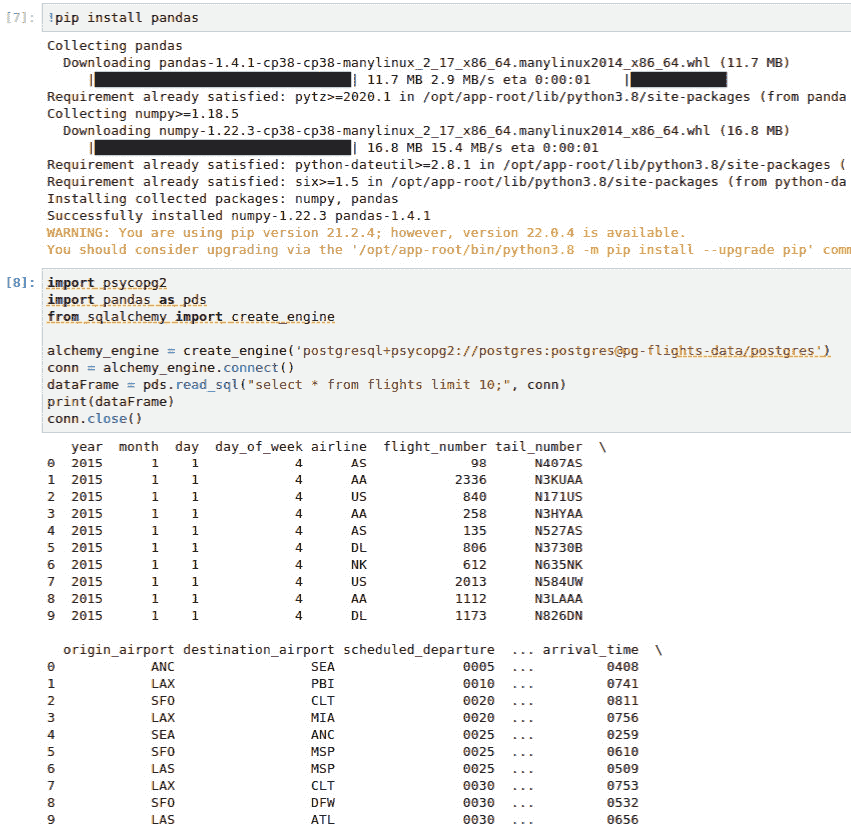 [7]: !pip install pandas
Collecting pandas
  Downloading pandas-1.4.1-cp38-cp38-manylinux_2_17_x86_64.manylinux2014_x86_64.whl (11.7 MB)
     |████████████████████████████████| 11.7 MB 2.9 MB/s eta 0:00:01    |████████████
Requirement already satisfied: pytz>=2020.1 in /opt/app-root/lib/python3.8/site-packages (from panda
Collecting numpy>=1.18.5
  Downloading numpy-1.22.3-cp38-cp38-manylinux_2_17_x86_64.manylinux2014_x86_64.whl (16.8 MB)
     |████████████████████████████████| 16.8 MB 15.4 MB/s eta 0:00:01
Requirement already satisfied: python-dateutil>=2.8.1 in /opt/app-root/lib/python3.8/site-packages (
Requirement already satisfied: six>=1.5 in /opt/app-root/lib/python3.8/site-packages (from python-da
Installing collected packages: numpy, pandas
Successfully installed numpy-1.22.3 pandas-1.4.1
WARNING: You are using pip version 21.2.4; however, version 22.0.4 is available.
You should consider upgrading via the '/opt/app-root/bin/python3.8 -m pip install --upgrade pip' comm
[8]: import psycopg2
import pandas as pds
from sqlalchemy import create_engine
alchemy_engine = create_engine('postgresql+psycopg2://postgres:postgres@pg-flights-data/postgres')
conn = alchemy_engine.connect()
dataFrame = pds.read_sql("select * from flights limit 10;", conn)
print(dataFrame)
conn.close()
   year  month  day  day_of_week airline  flight_number tail_number  \
0  2015      1    1            4      AS             98      N407AS
1  2015      1    1            4      AA           2336      N3KUAA
2  2015      1    1            4      US            840      N171US
3  2015      1    1            4      AA            258      N3HYAA
4  2015      1    1            4      AS            135      N527AS
5  2015      1    1            4      DL            806      N3730B
6  2015      1    1            4      NK            612      N635NK
7  2015      1    1            4      US           2013      N584UW
8  2015      1    1            4      AA           1112      N3LAAA
9  2015      1    1            4      DL           1173      N826DN
  origin_airport destination_airport scheduled_departure  ... arrival_time  \
0            ANC                 SEA                0005  ...         0408
1            LAX                 PBI                0010  ...         0741
2            SFO                 CLT                0020  ...         0811
3            LAX                 MIA                0020  ...         0756
4            SEA                 ANC                0025  ...         0259
5            SFO                 MSP                0025  ...         0610
6            LAS                 MSP                0025  ...         0509
7            LAX                 CLT                0030  ...         0753
8            SFO                 DFW                0030  ...         0532
9            LAS                 ATL                0030  ...         0656